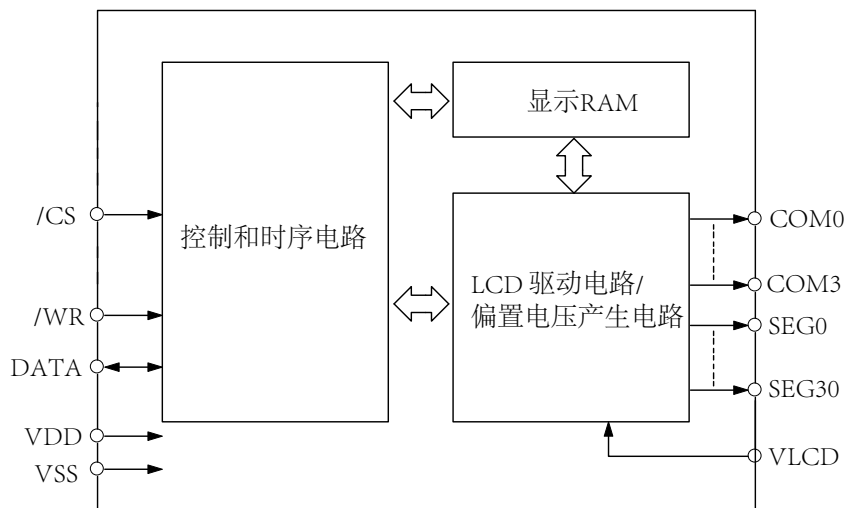 显示RAM
控制和时序电路
LCD 驱动电路/
偏置电压产生电路
/CS
/WR
DATA
VDD
VSS
COM0
COM3
SEG0
SEG30
VLCD